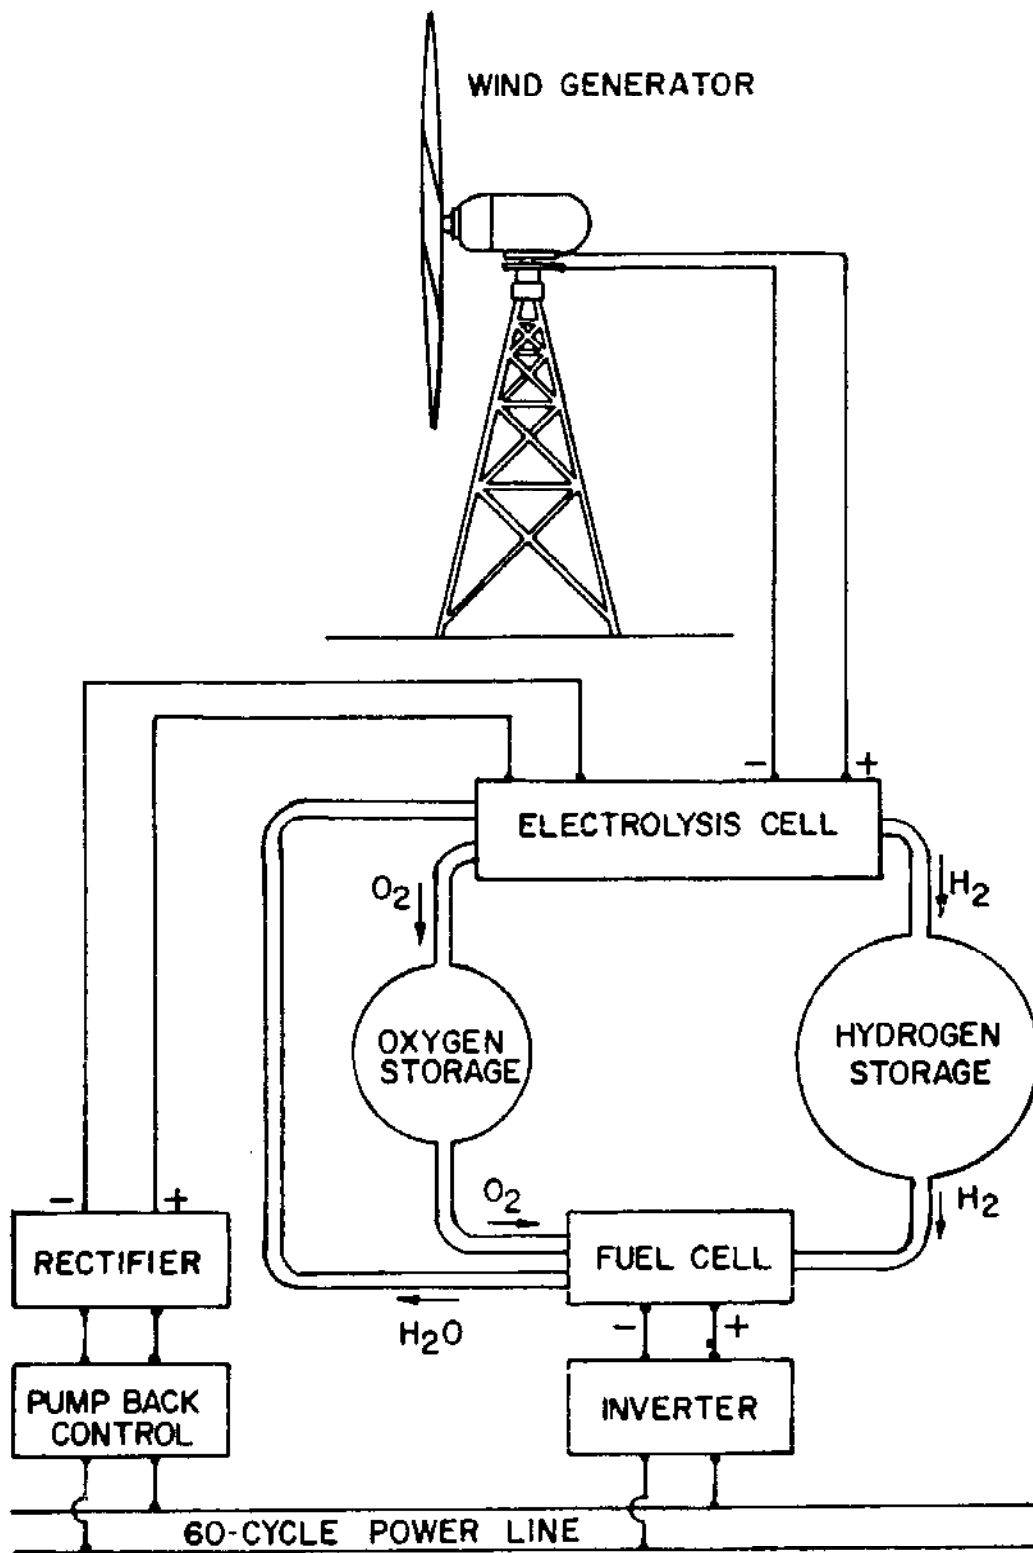 WIND GENERATOR
- +
ELECTROLYSIS CELL
O2
H2
OXYGEN
STORAGE
HYDROGEN
STORAGE
- +
O2
H2
RECTIFIER
FUEL CELL
H2O
- +
PUMP BACK
CONTROL
INVERTER
60-CYCLE POWER LINE